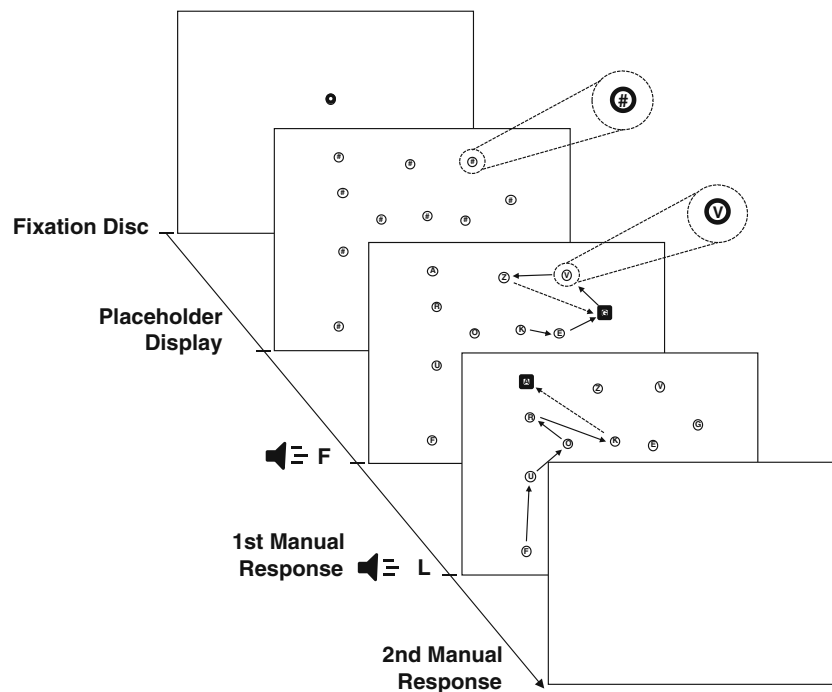 #
# # #
#
#
# # #
#
#
V
Fixation Disc
Placeholder
Display
A Z V
R
O K E
U
F
F
Z V
R G
O K E
U
F
1st Manual
Response
L
2nd Manual
Response